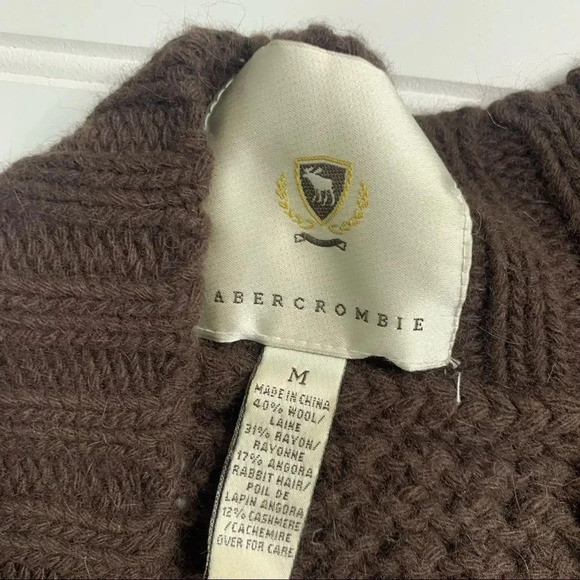 ABERCROMBIE
M
MADE IN CHINA
40% WOOL/
LAINE
31% RAYON/
RAYONNE
17% ANGORA
RABBIT HAIR/
POIL DE
LAPIN ANGORA
12% CASHMERE
/CACHEMIRE
OVER FOR CARE